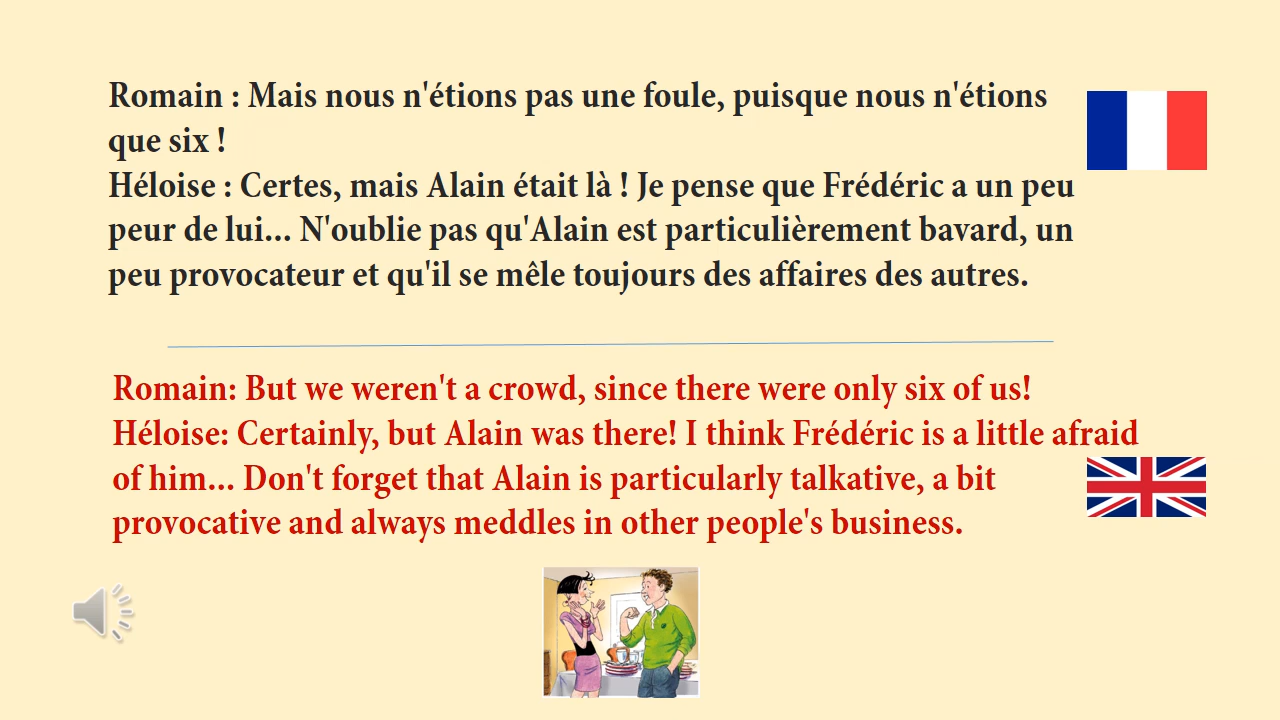 Romain : Mais nous n'étions pas une foule, puisque nous n'étions
que six !
Héloise : Certes, mais Alain était là ! Je pense que Frédéric a un peu
peur de lui... N'oublie pas qu'Alain est particulièrement bavard, un
peu provocateur et qu'il se mêle toujours des affaires des autres.
Romain: But we weren't a crowd, since there were only six of us!
Héloise: Certainly, but Alain was there! I think Frédéric is a little afraid
of him... Don't forget that Alain is particularly talkative, a bit
provocative and always meddles in other people's business.